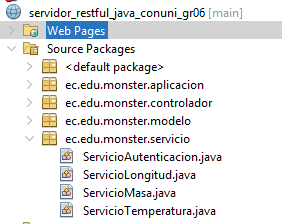 servidor_restful_java_conuni_gr06 [main]
Web Pages
Source Packages
<default package>
ec.edu.monster.aplicacion
ec.edu.monster.controlador
ec.edu.monster.modelo
ec.edu.monster.servicio
ServicioAutenticacion.java
ServicioLongitud.java
ServicioMasa.java
ServicioTemperatura.java